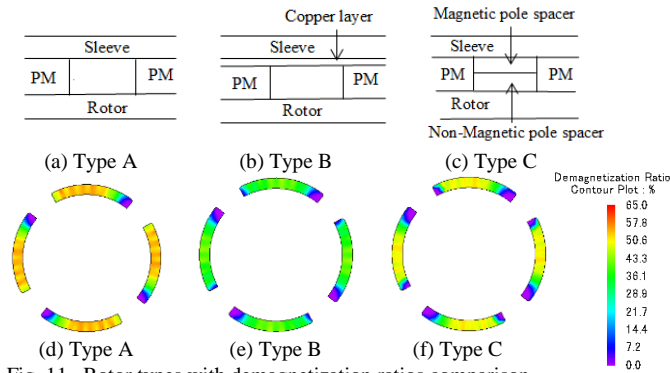 Copper layer
Magnetic pole spacer
Sleeve
PM
PM
Rotor
Sleeve
PM
PM
Rotor
Sleeve
PM
PM
Rotor
Non-Magnetic pole spacer
(a) Type A
(b) Type B
(c) Type C
Demagnetization Ratio
Contour Plot : %
65.0
57.8
50.6
43.3
36.1
28.9
21.7
14.4
7.2
0.0
(d) Type A
(e) Type B
(f) Type C
Fig. 11. Rotor types with demagnetization ratios comparison